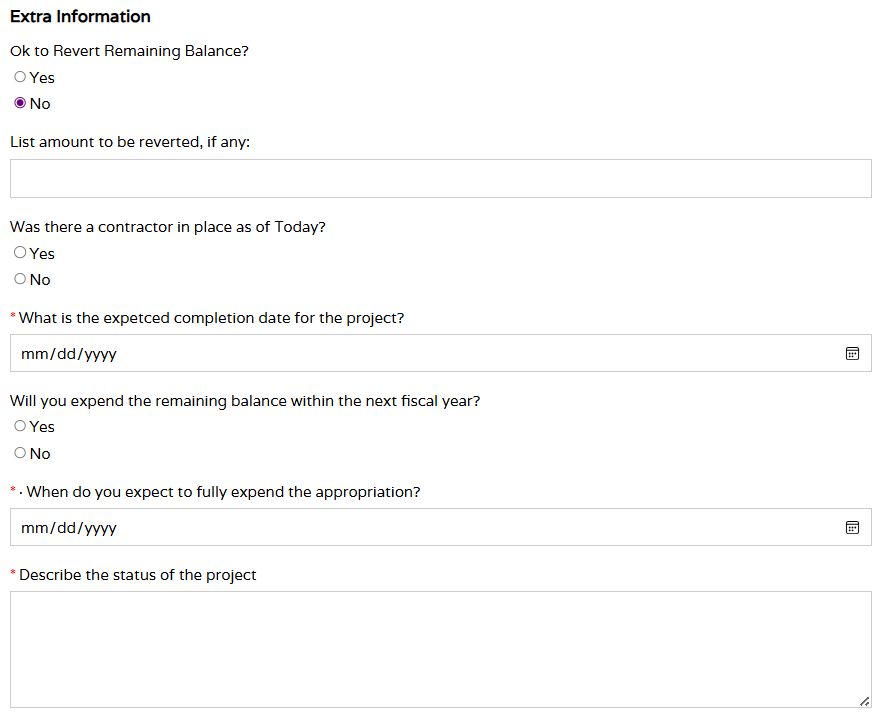 Extra Information
Ok to Revert Remaining Balance?
Yes
No
List amount to be reverted, if any:
Was there a contractor in place as of Today?
Yes
No
* What is the expetced completion date for the project?
mm/dd/yyyy
Will you expend the remaining balance within the next fiscal year?
Yes
No
* · When do you expect to fully expend the appropriation?
mm/dd/yyyy
* Describe the status of the project